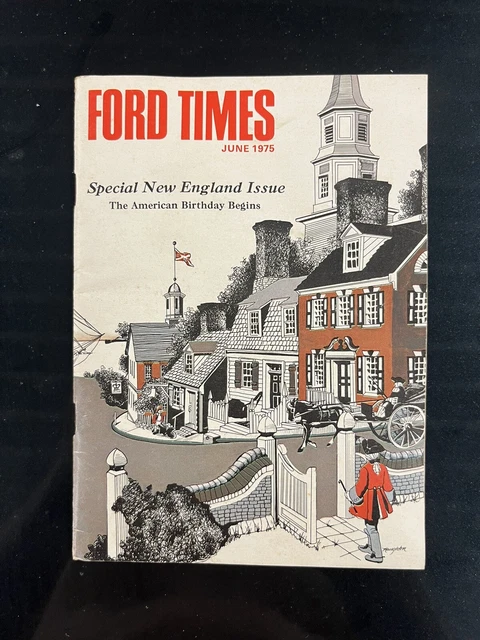 FORD TIMES
JUNE 1975
Special New England Issue
The American Birthday Begins